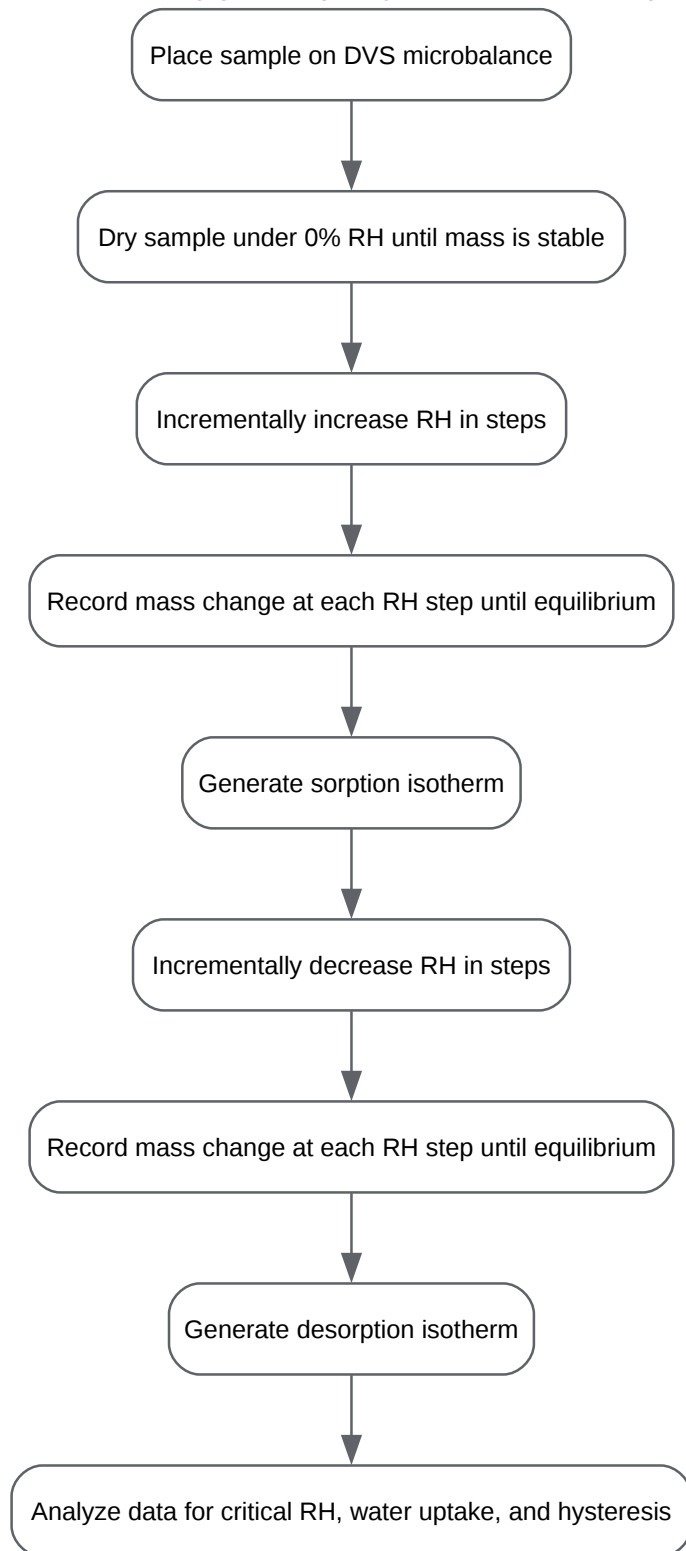 Place sample on DVS microbalance
Dry sample under 0% RH until mass is stable
Incrementally increase RH in steps
Record mass change at each RH step until equilibrium
Generate sorption isotherm
Incrementally decrease RH in steps
Record mass change at each RH step until equilibrium
Generate desorption isotherm
Analyze data for critical RH, water uptake, and hysteresis